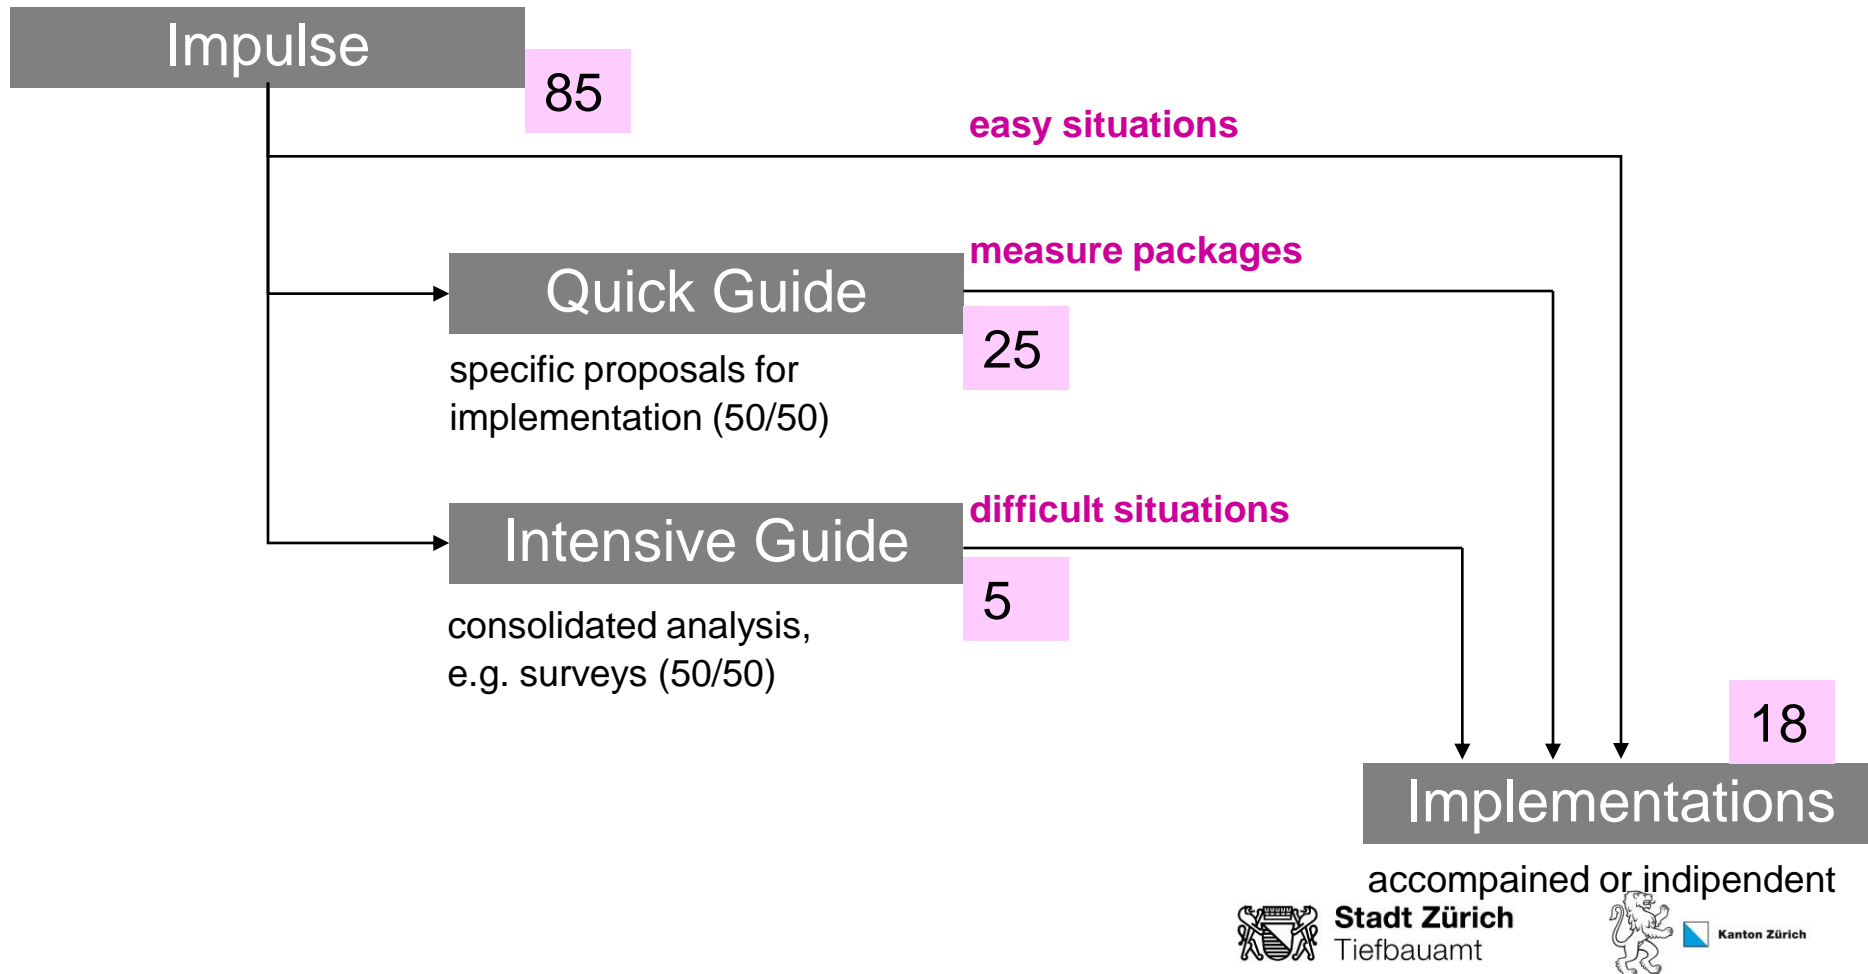 Impulse
85
easy situations
measure packages
Quick Guide
25
specific proposals for
implementation (50/50)
difficult situations
Intensive Guide
5
consolidated analysis,
e.g. surveys (50/50)
18
Implementations
accompained or indipendent
Stadt Zürich
Tiefbauamt
Kanton Zürich